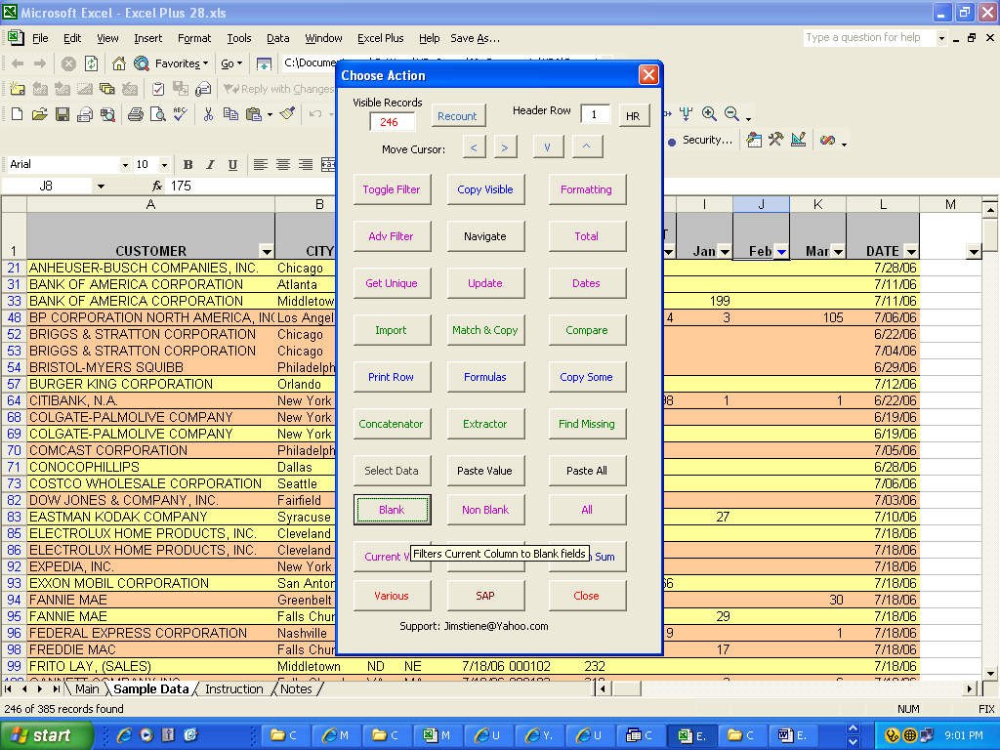 Microsoft Excel - Excel Plus 28.xls
File Edit View Insert Format Tools Data Window Excel Plus Help Save As...
Type a question for help
Favorites Go C:\Docume
Reply with Changes
Security...
Arial 10 B I U
J8 fx 175
A B I J K L M
1 CUSTOMER CITY Jan Feb Mar DATE
21 ANHEUSER-BUSCH COMPANIES, INC. Chicago 7/28/06
31 BANK OF AMERICA CORPORATION Atlanta 7/11/06
33 BANK OF AMERICA CORPORATION Middletow 199 7/11/06
48 BP CORPORATION NORTH AMERICA, IN Los Angel 4 3 105 7/06/06
52 BRIGGS & STRATTON CORPORATION Chicago 6/22/06
53 BRIGGS & STRATTON CORPORATION Chicago 7/04/06
54 BRISTOL-MYERS SQUIBB Philadelph 6/29/06
57 BURGER KING CORPORATION Orlando 7/12/06
64 CITIBANK, N.A. New York 98 1 1 6/22/06
68 COLGATE-PALMOLIVE COMPANY New York 6/19/06
69 COLGATE-PALMOLIVE COMPANY New York 6/19/06
70 COMCAST CORPORATION Philadelph 7/05/06
71 CONOCOPHILLIPS Dallas 6/28/06
73 COSTCO WHOLESALE CORPORATION Seattle 7/06/06
82 DOW JONES & COMPANY, INC. Fairfield 7/03/06
83 EASTMAN KODAK COMPANY Syracuse 27 7/10/06
85 ELECTROLUX HOME PRODUCTS, INC. Cleveland 7/18/06
86 ELECTROLUX HOME PRODUCTS, INC. Cleveland 7/18/06
92 EXPEDIA, INC. New York 7/18/06
93 EXXON MOBIL CORPORATION San Anton 66 7/18/06
94 FANNIE MAE Greenbelt 30 7/18/06
95 FANNIE MAE Falls Chur 29 7/18/06
96 FEDERAL EXPRESS CORPORATION Nashville 9 1 7/18/06
98 FREDDIE MAC Falls Chur 17 7/18/06
99 FRITO LAY, (SALES) Middletown ND NE 7/18/06 000102 232 7/18/06
Choose Action
Visible Records
246 Recount Header Row 1 HR
Move Cursor: < > V ^
Toggle Filter Copy Visible Formatting
Adv Filter Navigate Total
Get Unique Update Dates
Import Match & Copy Compare
Print Row Formulas Copy Some
Concatenator Extractor Find Missing
Select Data Paste Value Paste All
Blank Non Blank All
Current V Sum
Filters Current Column to Blank fields
Various SAP Close
Support: Jimstiene@Yahoo.com
Main Sample Data Instruction Notes
246 of 385 records found NUM FIX
start C M C M U Y. U C E. C E. 9:01 PM